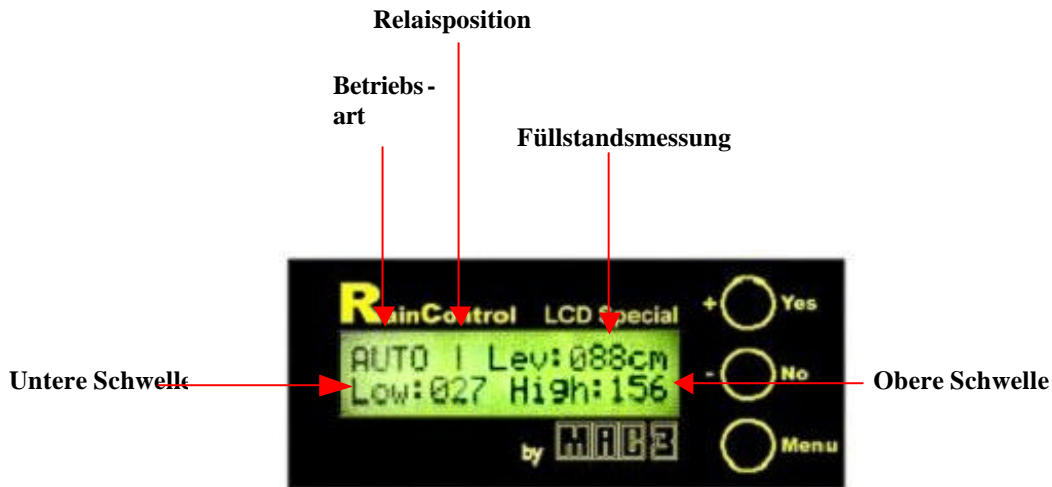 Relaisposition
Betriebs-
art
Füllstandsmessung
RainControl LCD Special
+ Yes
AUTO | Lev:088cm
- No
Untere Schwelle
Low:027 High:156
Obere Schwelle
by MAC3
Menu